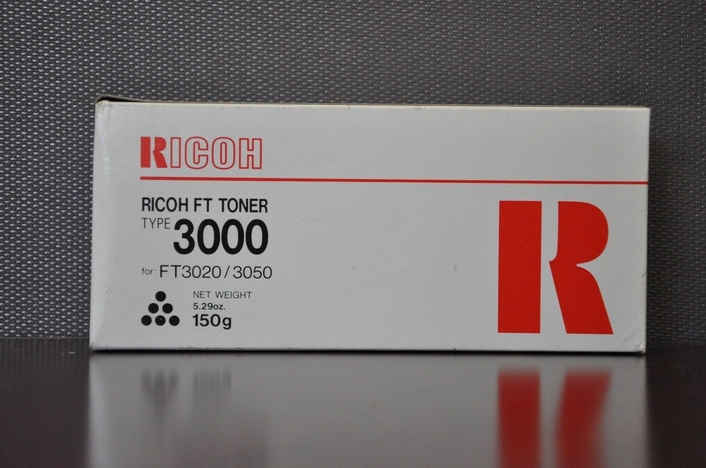 RICOH
RICOH FT TONER
TYPE 3000
for: FT3020/3050
NET WEIGHT
5.29oz.
150g
R